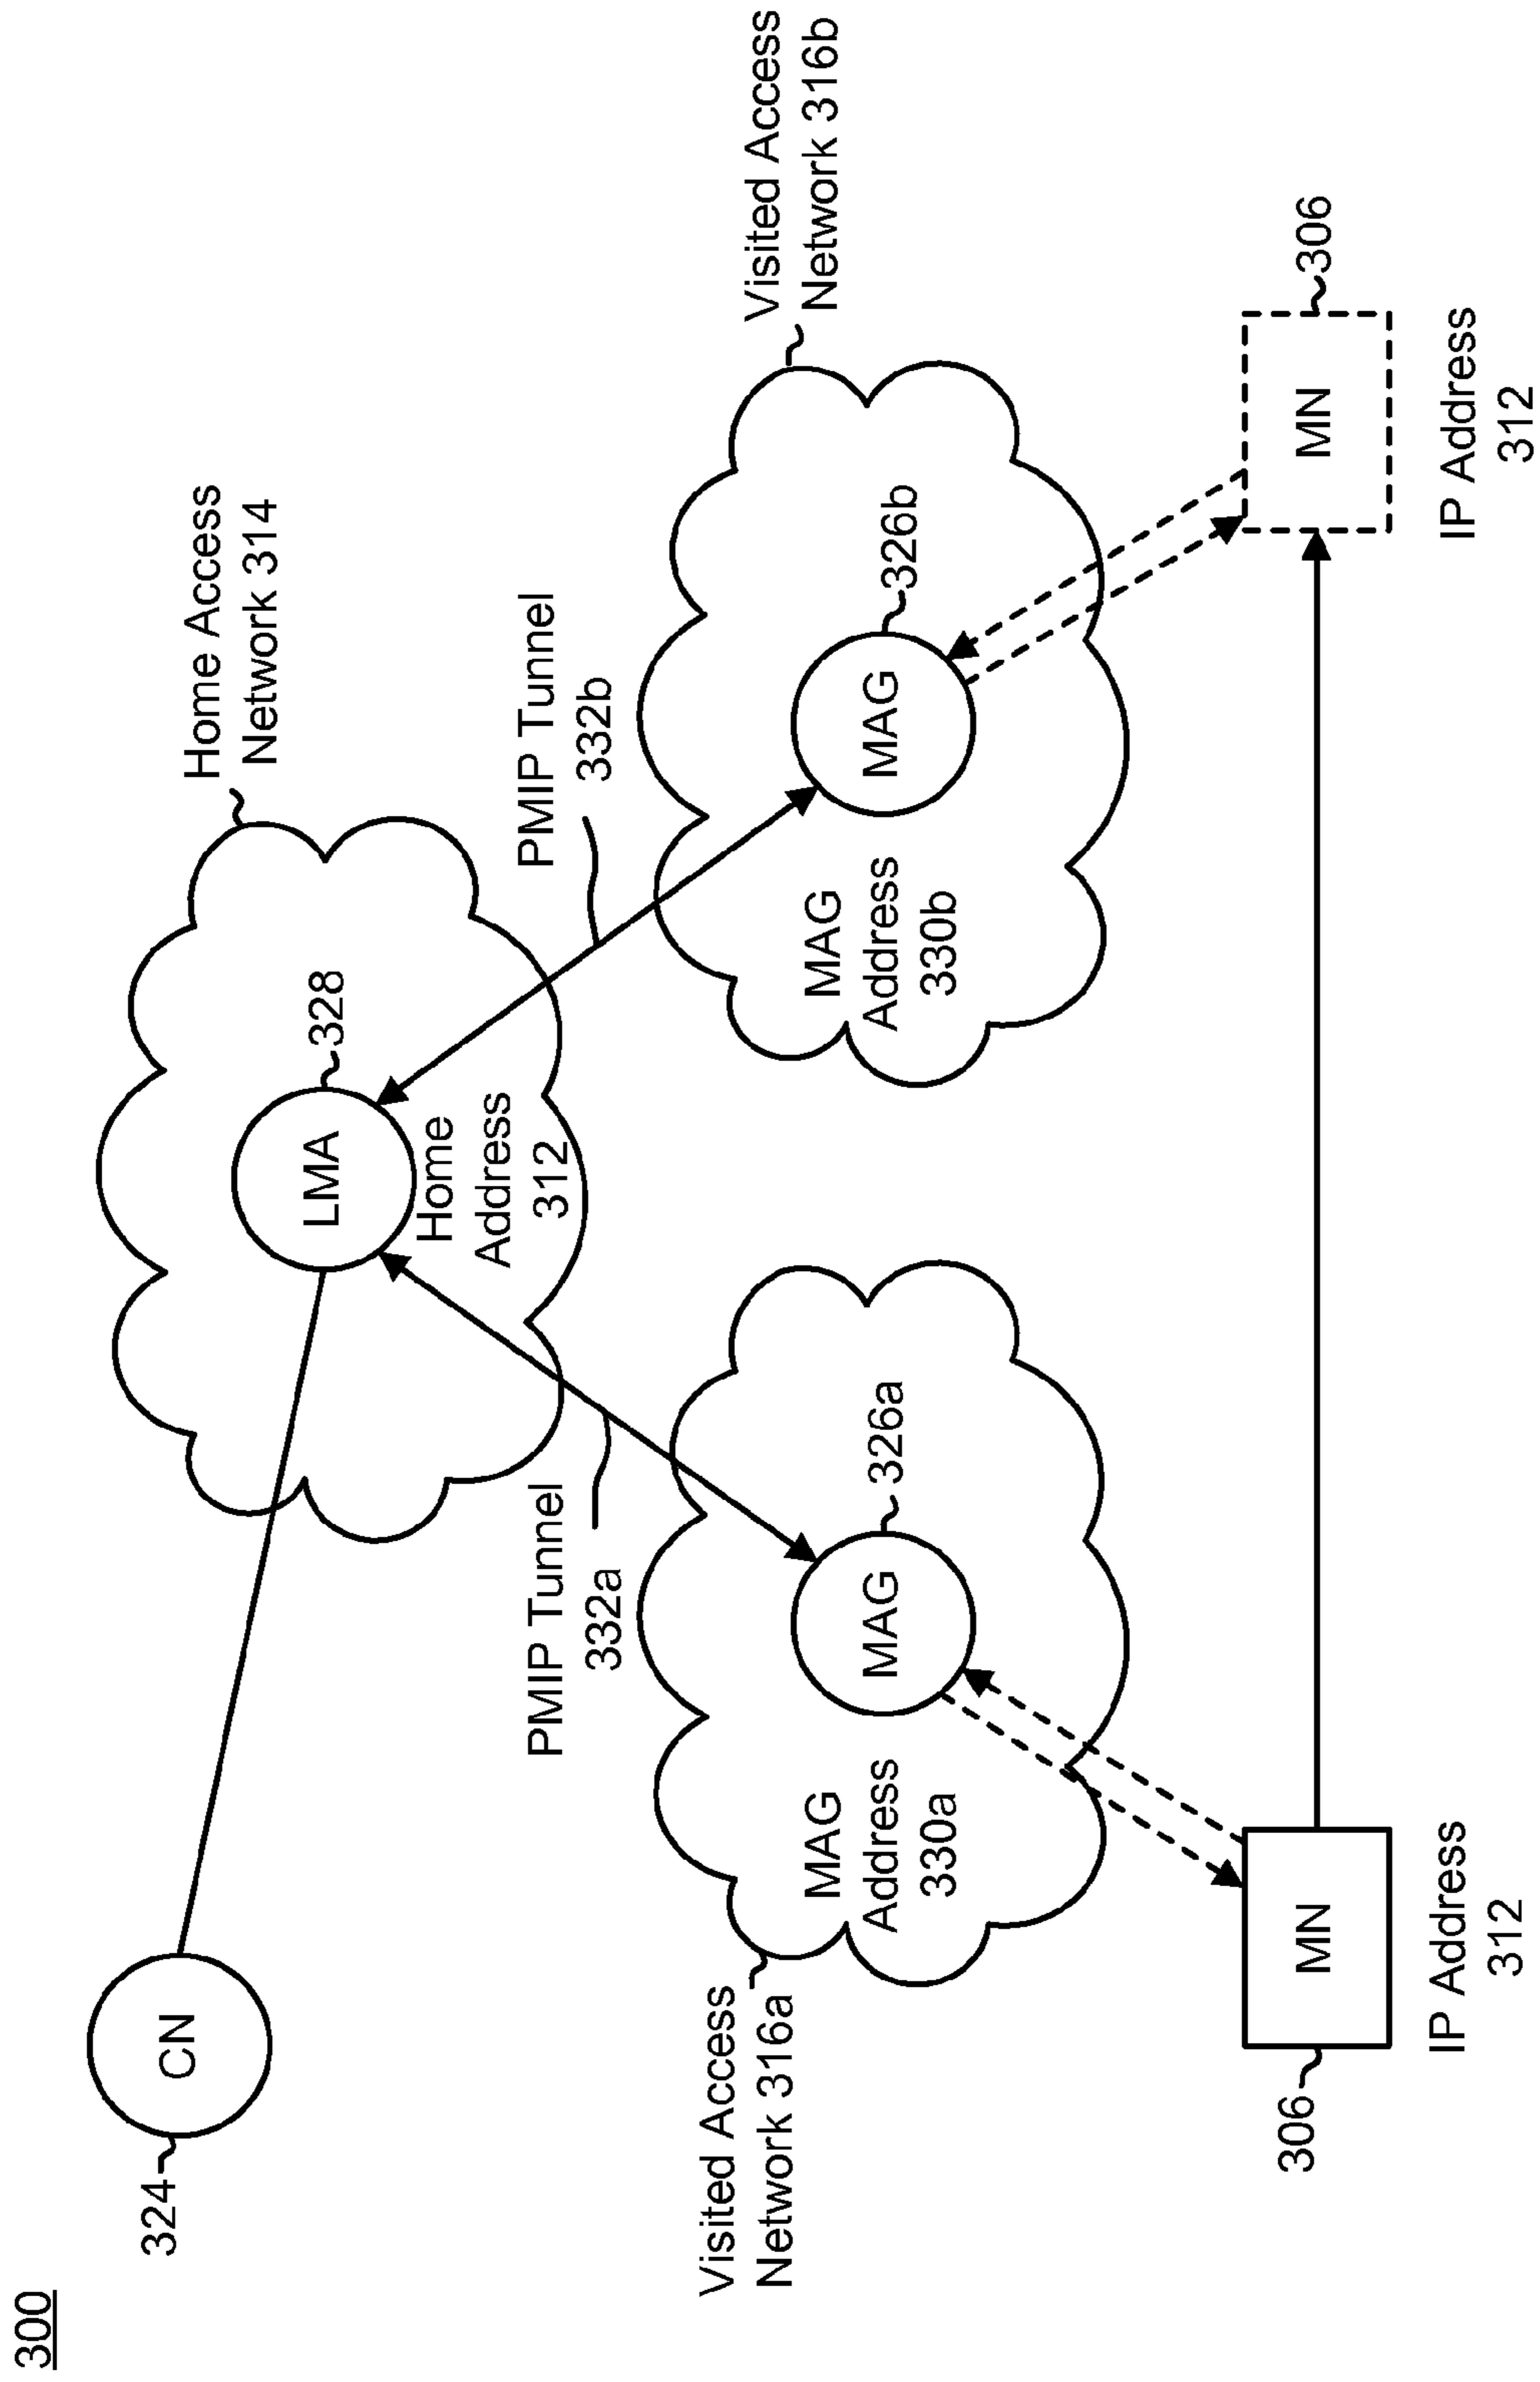 300
324
CN
Home Access
Network 314
LMA
328
Home
Address
312
PMIP Tunnel
332a
PMIP Tunnel
332b
Visited Access
Network 316a
MAG
Address
330a
MAG
326a
Visited Access
Network 316b
MAG
Address
330b
MAG
326b
306
MN
IP Address
312
MN
306
IP Address
312